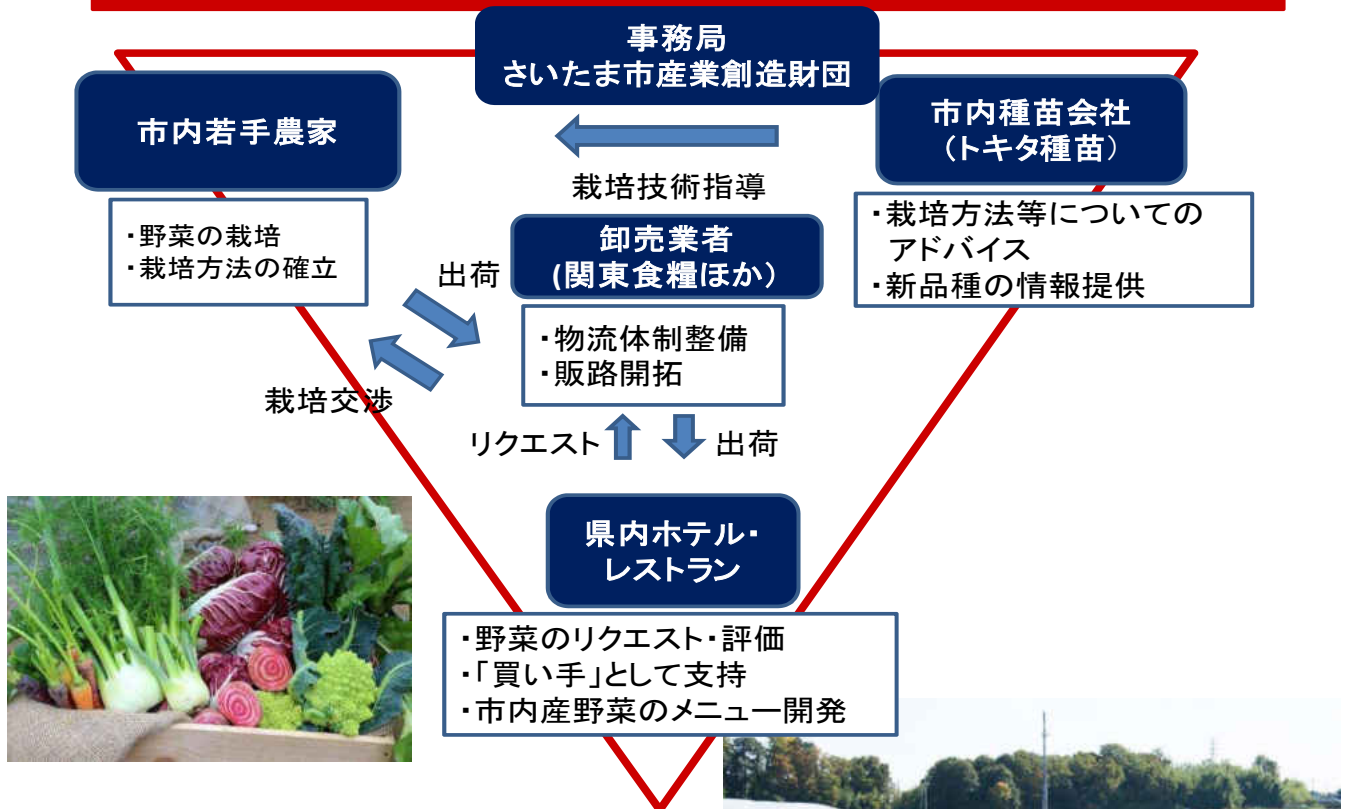 事務局
さいたま市産業創造財団
市内若手農家
市内種苗会社
(トキタ種苗)
栽培技術指導
・野菜の栽培
・栽培方法の確立
・栽培方法等についての
アドバイス
・新品種の情報提供
卸売業者
(関東食糧ほか)
出荷
・物流体制整備
・販路開拓
栽培交渉
リクエスト
出荷
県内ホテル・
レストラン
・野菜のリクエスト・評価
・「買い手」として支持
・市内産野菜のメニュー開発